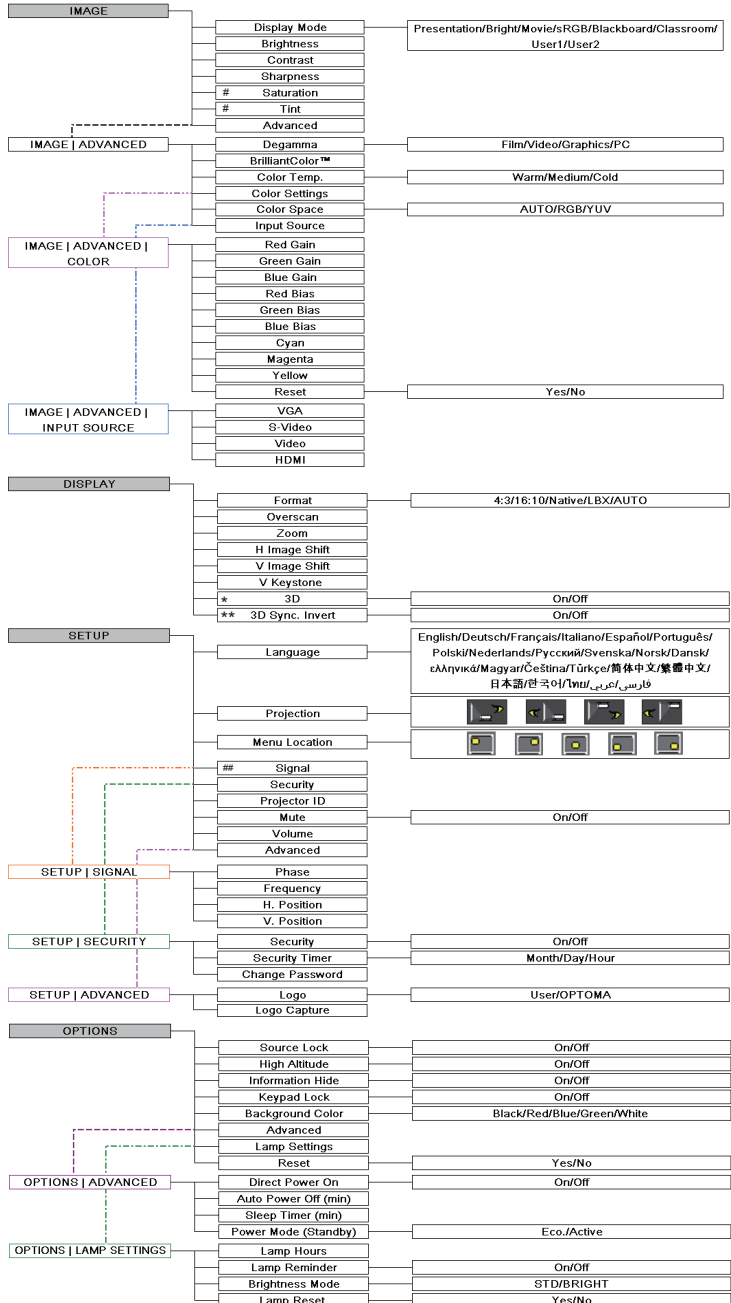 IMAGE
Display Mode
Presentation/Bright/Movie/sRGB/Blackboard/Classroom/
User1/User2
Brightness
Contrast
Sharpness
# Saturation
# Tint
Advanced
IMAGE | ADVANCED
Degamma
Film/Video/Graphics/PC
BrilliantColor™
Color Temp.
Warm/Medium/Cold
Color Settings
Color Space
AUTO/RGB/YUV
Input Source
IMAGE | ADVANCED |
COLOR
Red Gain
Green Gain
Blue Gain
Red Bias
Green Bias
Blue Bias
Cyan
Magenta
Yellow
Reset
Yes/No
IMAGE | ADVANCED |
INPUT SOURCE
VGA
S-Video
Video
HDMI
DISPLAY
Format
4:3/16:10/Native/LBX/AUTO
Overscan
Zoom
H Image Shift
V Image Shift
V Keystone
* 3D
On/Off
** 3D Sync. Invert
On/Off
SETUP
Language
English/Deutsch/Français/Italiano/Español/Português/
Polski/Nederlands/Русский/Svenska/Norsk/Dansk/
ελληνικά/Magyar/Čeština/Türkçe/简体中文/繁體中文/
日本語/한국어/ไทย/فارسی/عربي
Projection
Menu Location
## Signal
Security
Projector ID
Mute
On/Off
Volume
Advanced
SETUP | SIGNAL
Phase
Frequency
H. Position
V. Position
SETUP | SECURITY
Security
On/Off
Security Timer
Month/Day/Hour
Change Password
SETUP | ADVANCED
Logo
User/OPTOMA
Logo Capture
OPTIONS
Source Lock
On/Off
High Altitude
On/Off
Information Hide
On/Off
Keypad Lock
On/Off
Background Color
Black/Red/Blue/Green/White
Advanced
Lamp Settings
Reset
Yes/No
OPTIONS | ADVANCED
Direct Power On
On/Off
Auto Power Off (min)
Sleep Timer (min)
Power Mode (Standby)
Eco./Active
OPTIONS | LAMP SETTINGS
Lamp Hours
Lamp Reminder
On/Off
Brightness Mode
STD/BRIGHT
Lamp Reset
Yes/No